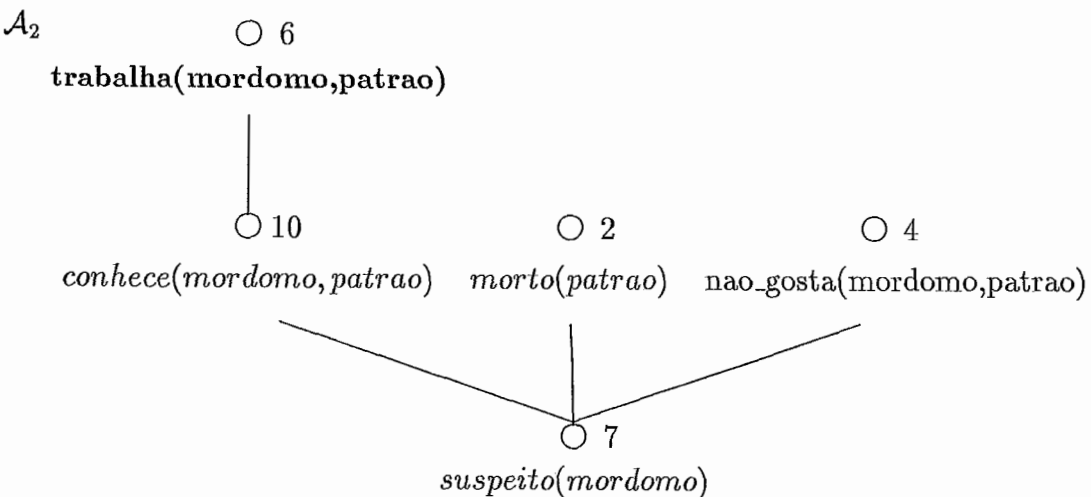 𝒜₂
6
trabalha(mordomo,patrao)
10 2 4
conhece(mordomo,patrao) morto(patrao) nao_gosta(mordomo,patrao)
7
suspeito(mordomo)